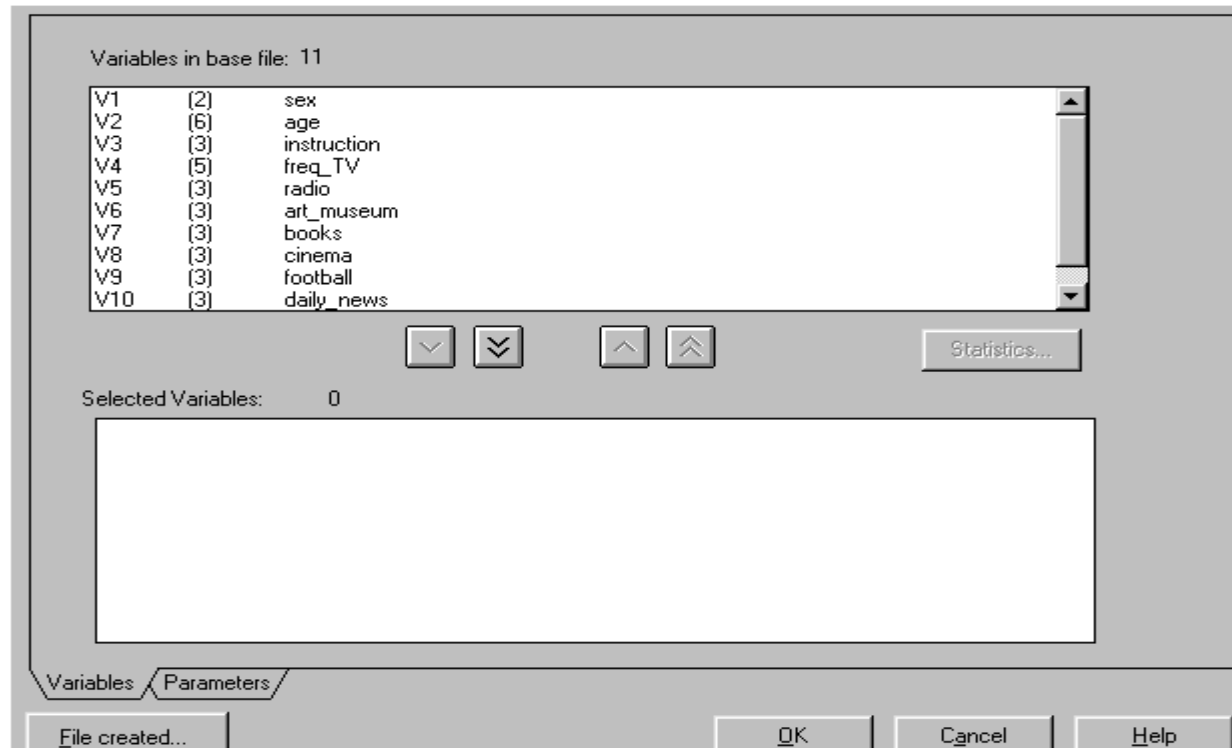 Variables in base file: 11
V1 (2) sex
V2 (6) age
V3 (3) instruction
V4 (5) freq_TV
V5 (3) radio
V6 (3) art_museum
V7 (3) books
V8 (3) cinema
V9 (3) football
V10 (3) daily_news
Statistics...
Selected Variables: 0
Variables Parameters
File created... OK Cancel Help